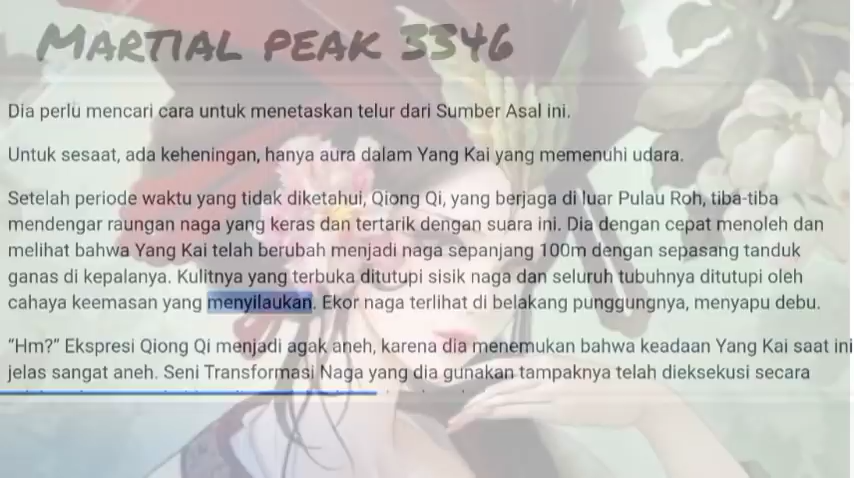 MARTIAL PEAK 3346
Dia perlu mencari cara untuk menetaskan telur dari Sumber Asal ini.
Untuk sesaat, ada keheningan, hanya aura dalam Yang Kai yang memenuhi udara.
Setelah periode waktu yang tidak diketahui, Qiong Qi, yang berjaga di luar Pulau Roh, tiba-tiba
mendengar raungan naga yang keras dan tertarik dengan suara ini. Dia dengan cepat menoleh dan
melihat bahwa Yang Kai telah berubah menjadi naga sepanjang 100m dengan sepasang tanduk
ganas di kepalanya. Kulitnya yang terbuka ditutupi sisik naga dan seluruh tubuhnya ditutupi oleh
cahaya keemasan yang menyilaukan. Ekor naga terlihat di belakang punggungnya, menyapu debu.
“Hm?” Ekspresi Qiong Qi menjadi agak aneh, karena dia menemukan bahwa keadaan Yang Kai saat ini
jelas sangat aneh. Seni Transformasi Naga yang dia gunakan tampaknya telah dieksekusi secara